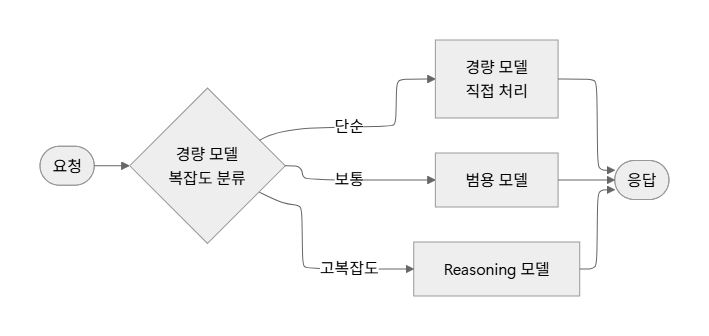 요청
경량 모델
복잡도 분류
단순
보통
고복잡도
경량 모델
직접 처리
범용 모델
Reasoning 모델
응답